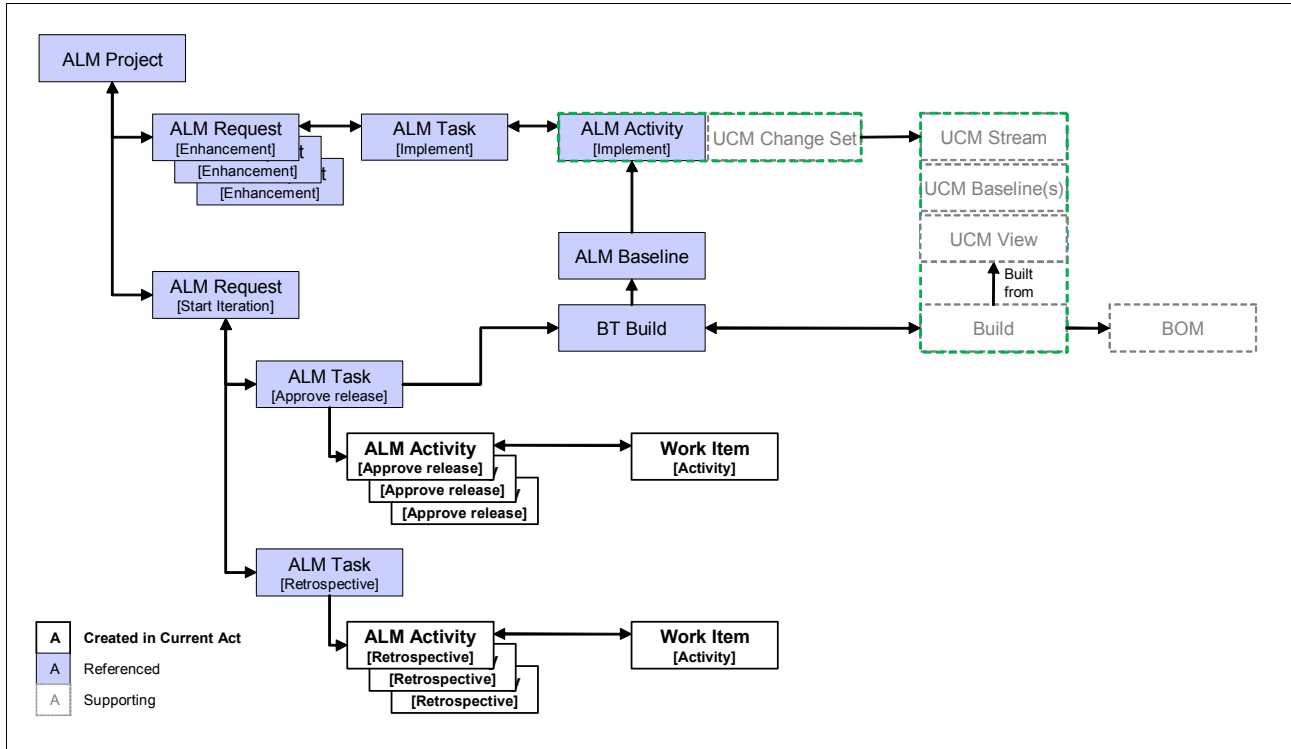 ALM Project
ALM Request
[Enhancement]
t
[Enhancement]
t
[Enhancement]
ALM Task
[Implement]
ALM Activity
[Implement]
UCM Change Set
UCM Stream
UCM Baseline(s)
UCM View
Built
from
ALM Baseline
ALM Request
[Start Iteration]
BT Build
Build
BOM
ALM Task
[Approve release]
ALM Activity
[Approve release]
[Approve release]
[Approve release]
Work Item
[Activity]
ALM Task
[Retrospective]
ALM Activity
[Retrospective]
[Retrospective]
[Retrospective]
Work Item
[Activity]
A Created in Current Act
A Referenced
A Supporting